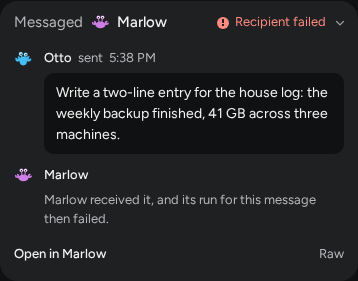 Messaged Marlow Recipient failed
Otto sent 5:38 PM
Write a two-line entry for the house log: the
weekly backup finished, 41 GB across three
machines.
Marlow
Marlow received it, and its run for this message
then failed.
Open in Marlow Raw